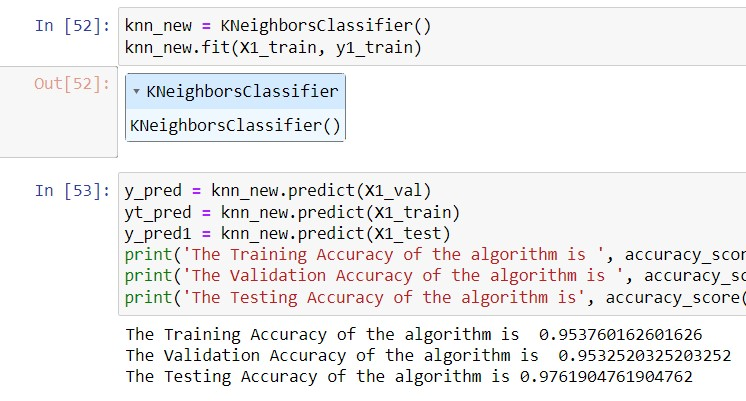 In [52]: knn_new = KNeighborsClassifier()
knn_new.fit(X1_train, y1_train)
Out[52]: ▾ KNeighborsClassifier
KNeighborsClassifier()
In [53]: y_pred = knn_new.predict(X1_val)
yt_pred = knn_new.predict(X1_train)
y_pred1 = knn_new.predict(X1_test)
print('The Training Accuracy of the algorithm is ', accuracy_scor
print('The Validation Accuracy of the algorithm is ', accuracy_sc
print('The Testing Accuracy of the algorithm is', accuracy_score(
The Training Accuracy of the algorithm is  0.953760162601626
The Validation Accuracy of the algorithm is  0.9532520325203252
The Testing Accuracy of the algorithm is 0.9761904761904762